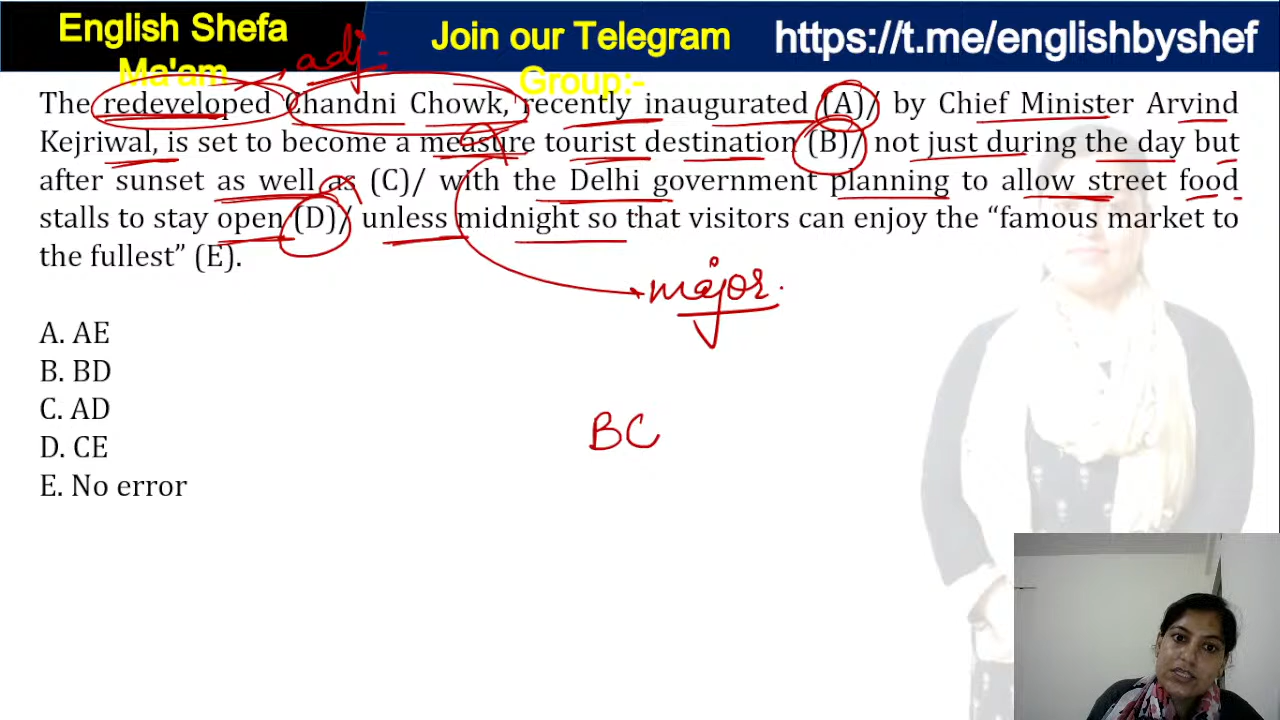 English Shefa Ma'am
Join our Telegram Group:-
https://t.me/englishbyshef
adj.
The redeveloped Chandni Chowk, recently inaugurated (A)/ by Chief Minister Arvind
Kejriwal, is set to become a measure tourist destination (B)/ not just during the day but
after sunset as well as (C)/ with the Delhi government planning to allow street food
stalls to stay open (D)/ unless midnight so that visitors can enjoy the “famous market to
the fullest” (E).
major.
A. AE
B. BD
C. AD
D. CE
E. No error
BC